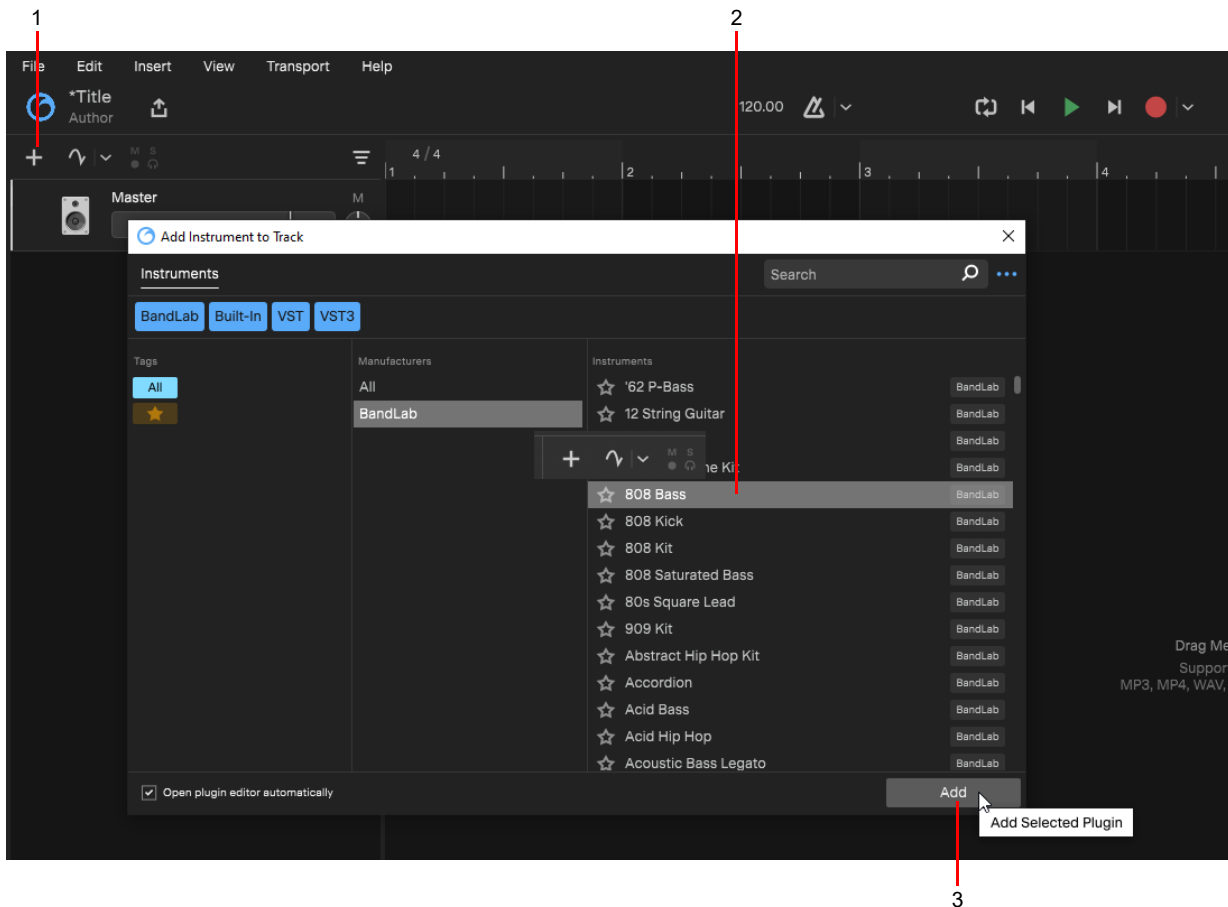 1
2
File Edit Insert View Transport Help
*Title
Author
120.00
M S
4/4
1 2 3 4
Master
M
Add Instrument to Track
Instruments
Search
BandLab Built-In VST VST3
Tags
Manufacturers
Instruments
All
All
'62 P-Bass
BandLab
BandLab
12 String Guitar
BandLab
BandLab
M S
ne Kit
BandLab
808 Bass
BandLab
808 Kick
BandLab
808 Kit
BandLab
808 Saturated Bass
BandLab
80s Square Lead
BandLab
909 Kit
BandLab
Abstract Hip Hop Kit
BandLab
Accordion
BandLab
Acid Bass
BandLab
Acid Hip Hop
BandLab
Acoustic Bass Legato
BandLab
Drag Me
Suppor
MP3, MP4, WAV,
Open plugin editor automatically
Add
Add Selected Plugin
3